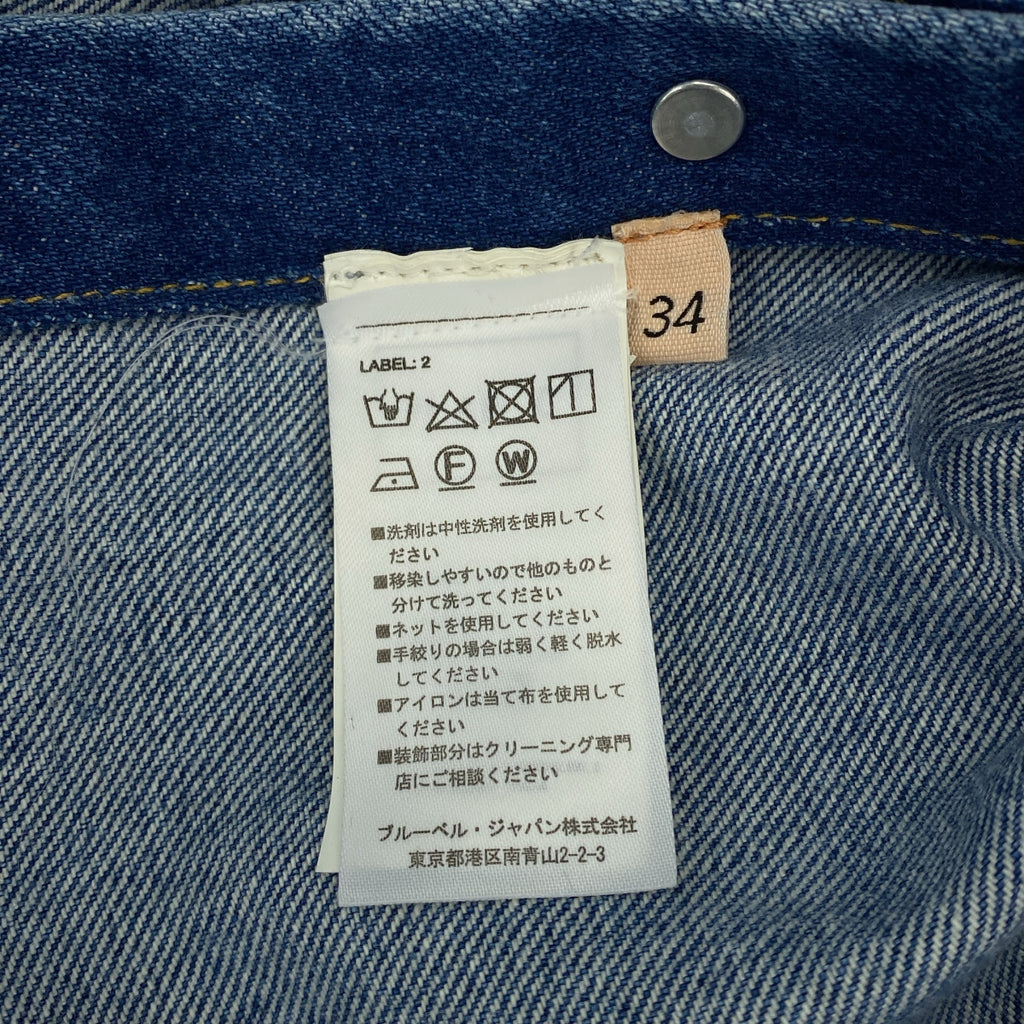 34
LABEL: 2
F W
■洗剤は中性洗剤を使用してく
ださい
■移染しやすいので他のものと
分けて洗ってください
■ネットを使用してください
■手絞りの場合は弱く軽く脱水
してください
■アイロンは当て布を使用して
ください
■装飾部分はクリーニング専門
店にご相談ください
ブルーベル・ジャパン株式会社
東京都港区南青山2-2-3